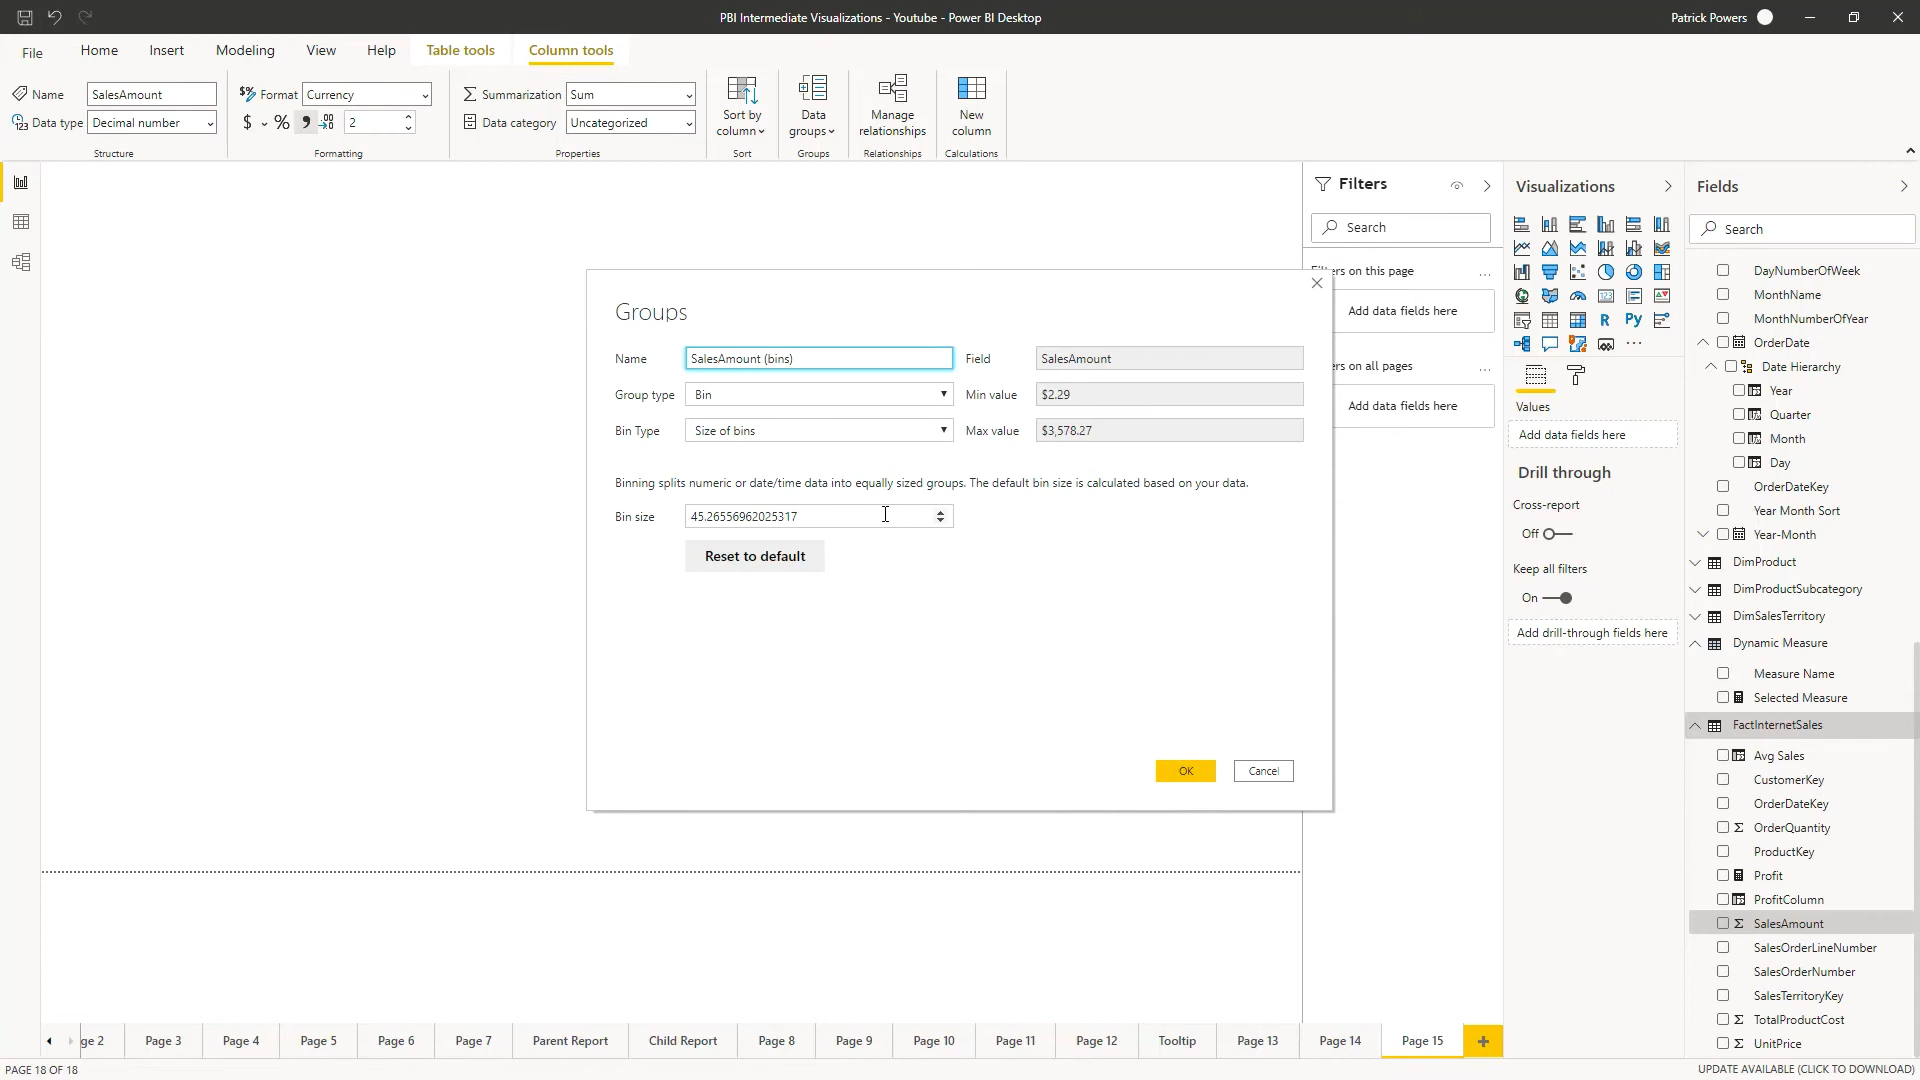 PBI Intermediate Visualizations - Youtube - Power BI Desktop
Patrick Powers
File
Home
Insert
Modeling
View
Help
Table tools
Column tools
Name
SalesAmount
Data type
Decimal number
Structure
Format
Currency
$
%
2
Formatting
Summarization
Sum
Data category
Uncategorized
Properties
Sort by
column
Sort
Data
groups
Groups
Manage
relationships
Relationships
New
column
Calculations
Filters
Search
ers on this page
...
Add data fields here
rs on all pages
...
Add data fields here
Groups
Name
SalesAmount (bins)
Field
SalesAmount
Group type
Bin
Min value
$2.29
Bin Type
Size of bins
Max value
$3,578.27
Binning splits numeric or date/time data into equally sized groups. The default bin size is calculated based on your data.
Bin size
45.26556962025317
Reset to default
OK
Cancel
Visualizations
R
Py
Values
Add data fields here
Drill through
Cross-report
Off
Keep all filters
On
Add drill-through fields here
Fields
Search
DayNumberOfWeek
MonthName
MonthNumberOfYear
OrderDate
Date Hierarchy
Year
Quarter
Month
Day
OrderDateKey
Year Month Sort
Year-Month
DimProduct
DimProductSubcategory
DimSalesTerritory
Dynamic Measure
Measure Name
Selected Measure
FactInternetSales
Avg Sales
CustomerKey
OrderDateKey
OrderQuantity
ProductKey
Profit
ProfitColumn
SalesAmount
SalesOrderLineNumber
SalesOrderNumber
SalesTerritoryKey
TotalProductCost
UnitPrice
ge 2
Page 3
Page 4
Page 5
Page 6
Page 7
Parent Report
Child Report
Page 8
Page 9
Page 10
Page 11
Page 12
Tooltip
Page 13
Page 14
Page 15
PAGE 18 OF 18
UPDATE AVAILABLE (CLICK TO DOWNLOAD)